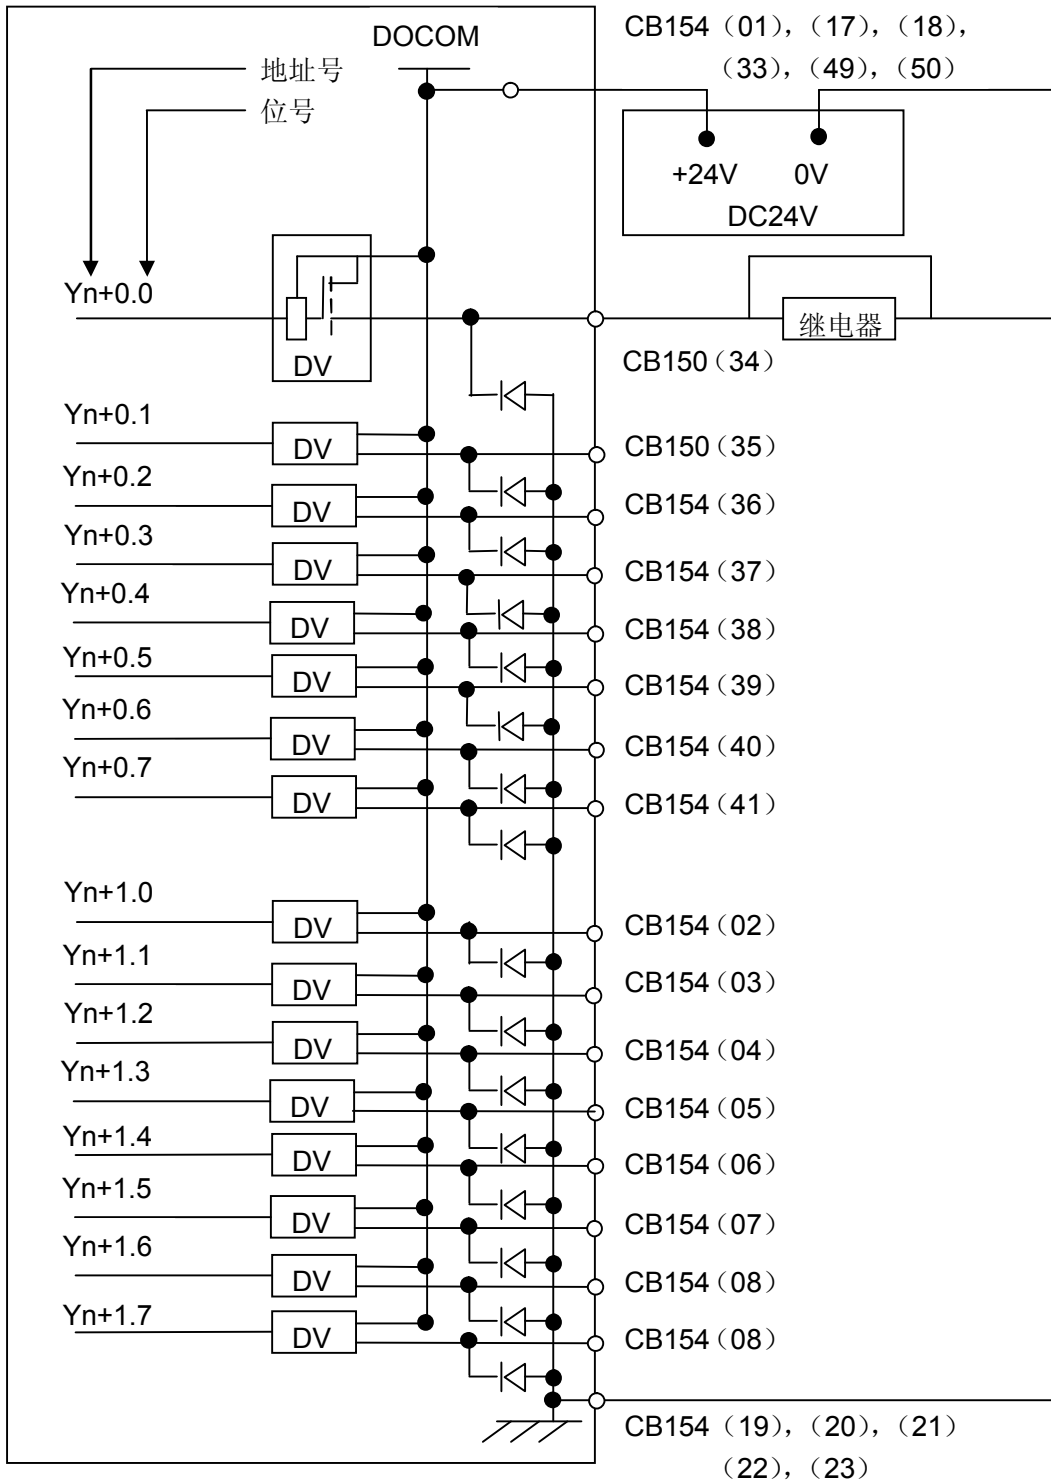 DOCOM
CB154（01），（17），（18），
（33），（49），（50）
地址号
位号
+24V 0V
DC24V
Yn+0.0
DV
继电器
CB150（34）
Yn+0.1
DV
CB150（35）
Yn+0.2
DV
CB154（36）
Yn+0.3
DV
CB154（37）
Yn+0.4
DV
CB154（38）
Yn+0.5
DV
CB154（39）
Yn+0.6
DV
CB154（40）
Yn+0.7
DV
CB154（41）
Yn+1.0
DV
CB154（02）
Yn+1.1
DV
CB154（03）
Yn+1.2
DV
CB154（04）
Yn+1.3
DV
CB154（05）
Yn+1.4
DV
CB154（06）
Yn+1.5
DV
CB154（07）
Yn+1.6
DV
CB154（08）
Yn+1.7
DV
CB154（08）
CB154（19），（20），（21）
（22），（23）